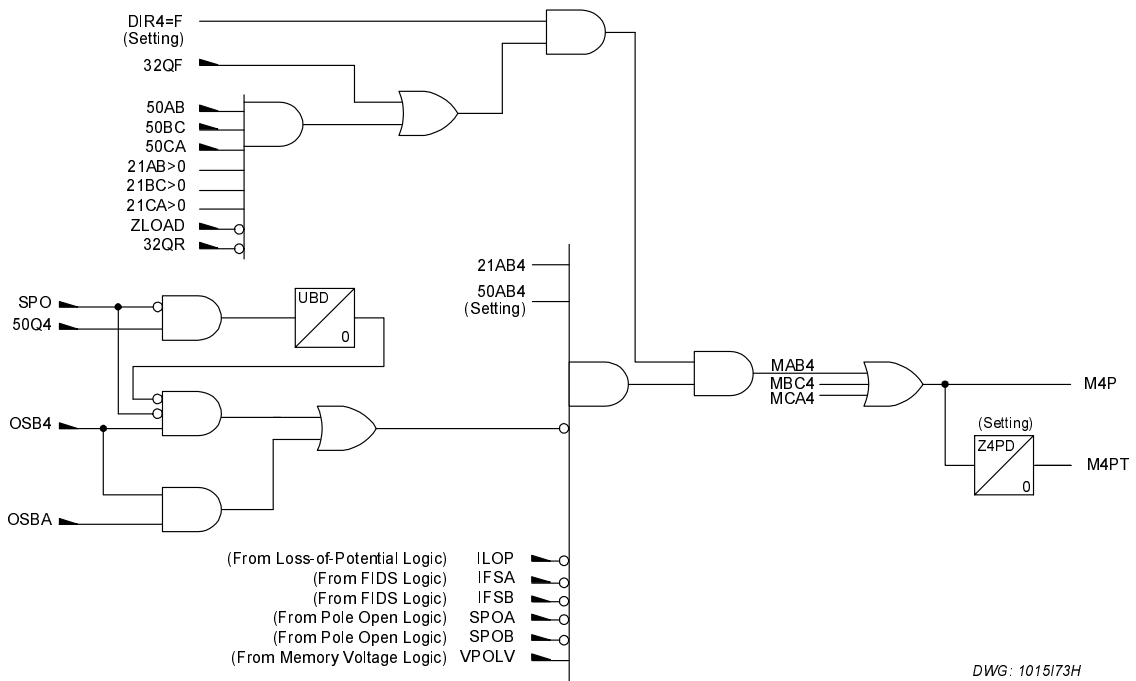 DIR4=F
(Setting)
32QF
50AB
50BC
50CA
21AB>0
21BC>0
21CA>0
ZLOAD
32QR
21AB4
50AB4
(Setting)
SPO
50Q4
UBD
0
OSB4
OSBA
MAB4
MBC4
MCA4
M4P
(Setting)
Z4PD
0
M4PT
(From Loss-of-Potential Logic) ILOP
(From FIDS Logic) IFSA
(From FIDS Logic) IFSB
(From Pole Open Logic) SPOA
(From Pole Open Logic) SPOB
(From Memory Voltage Logic) VPOLV
DWG: 1015I73H